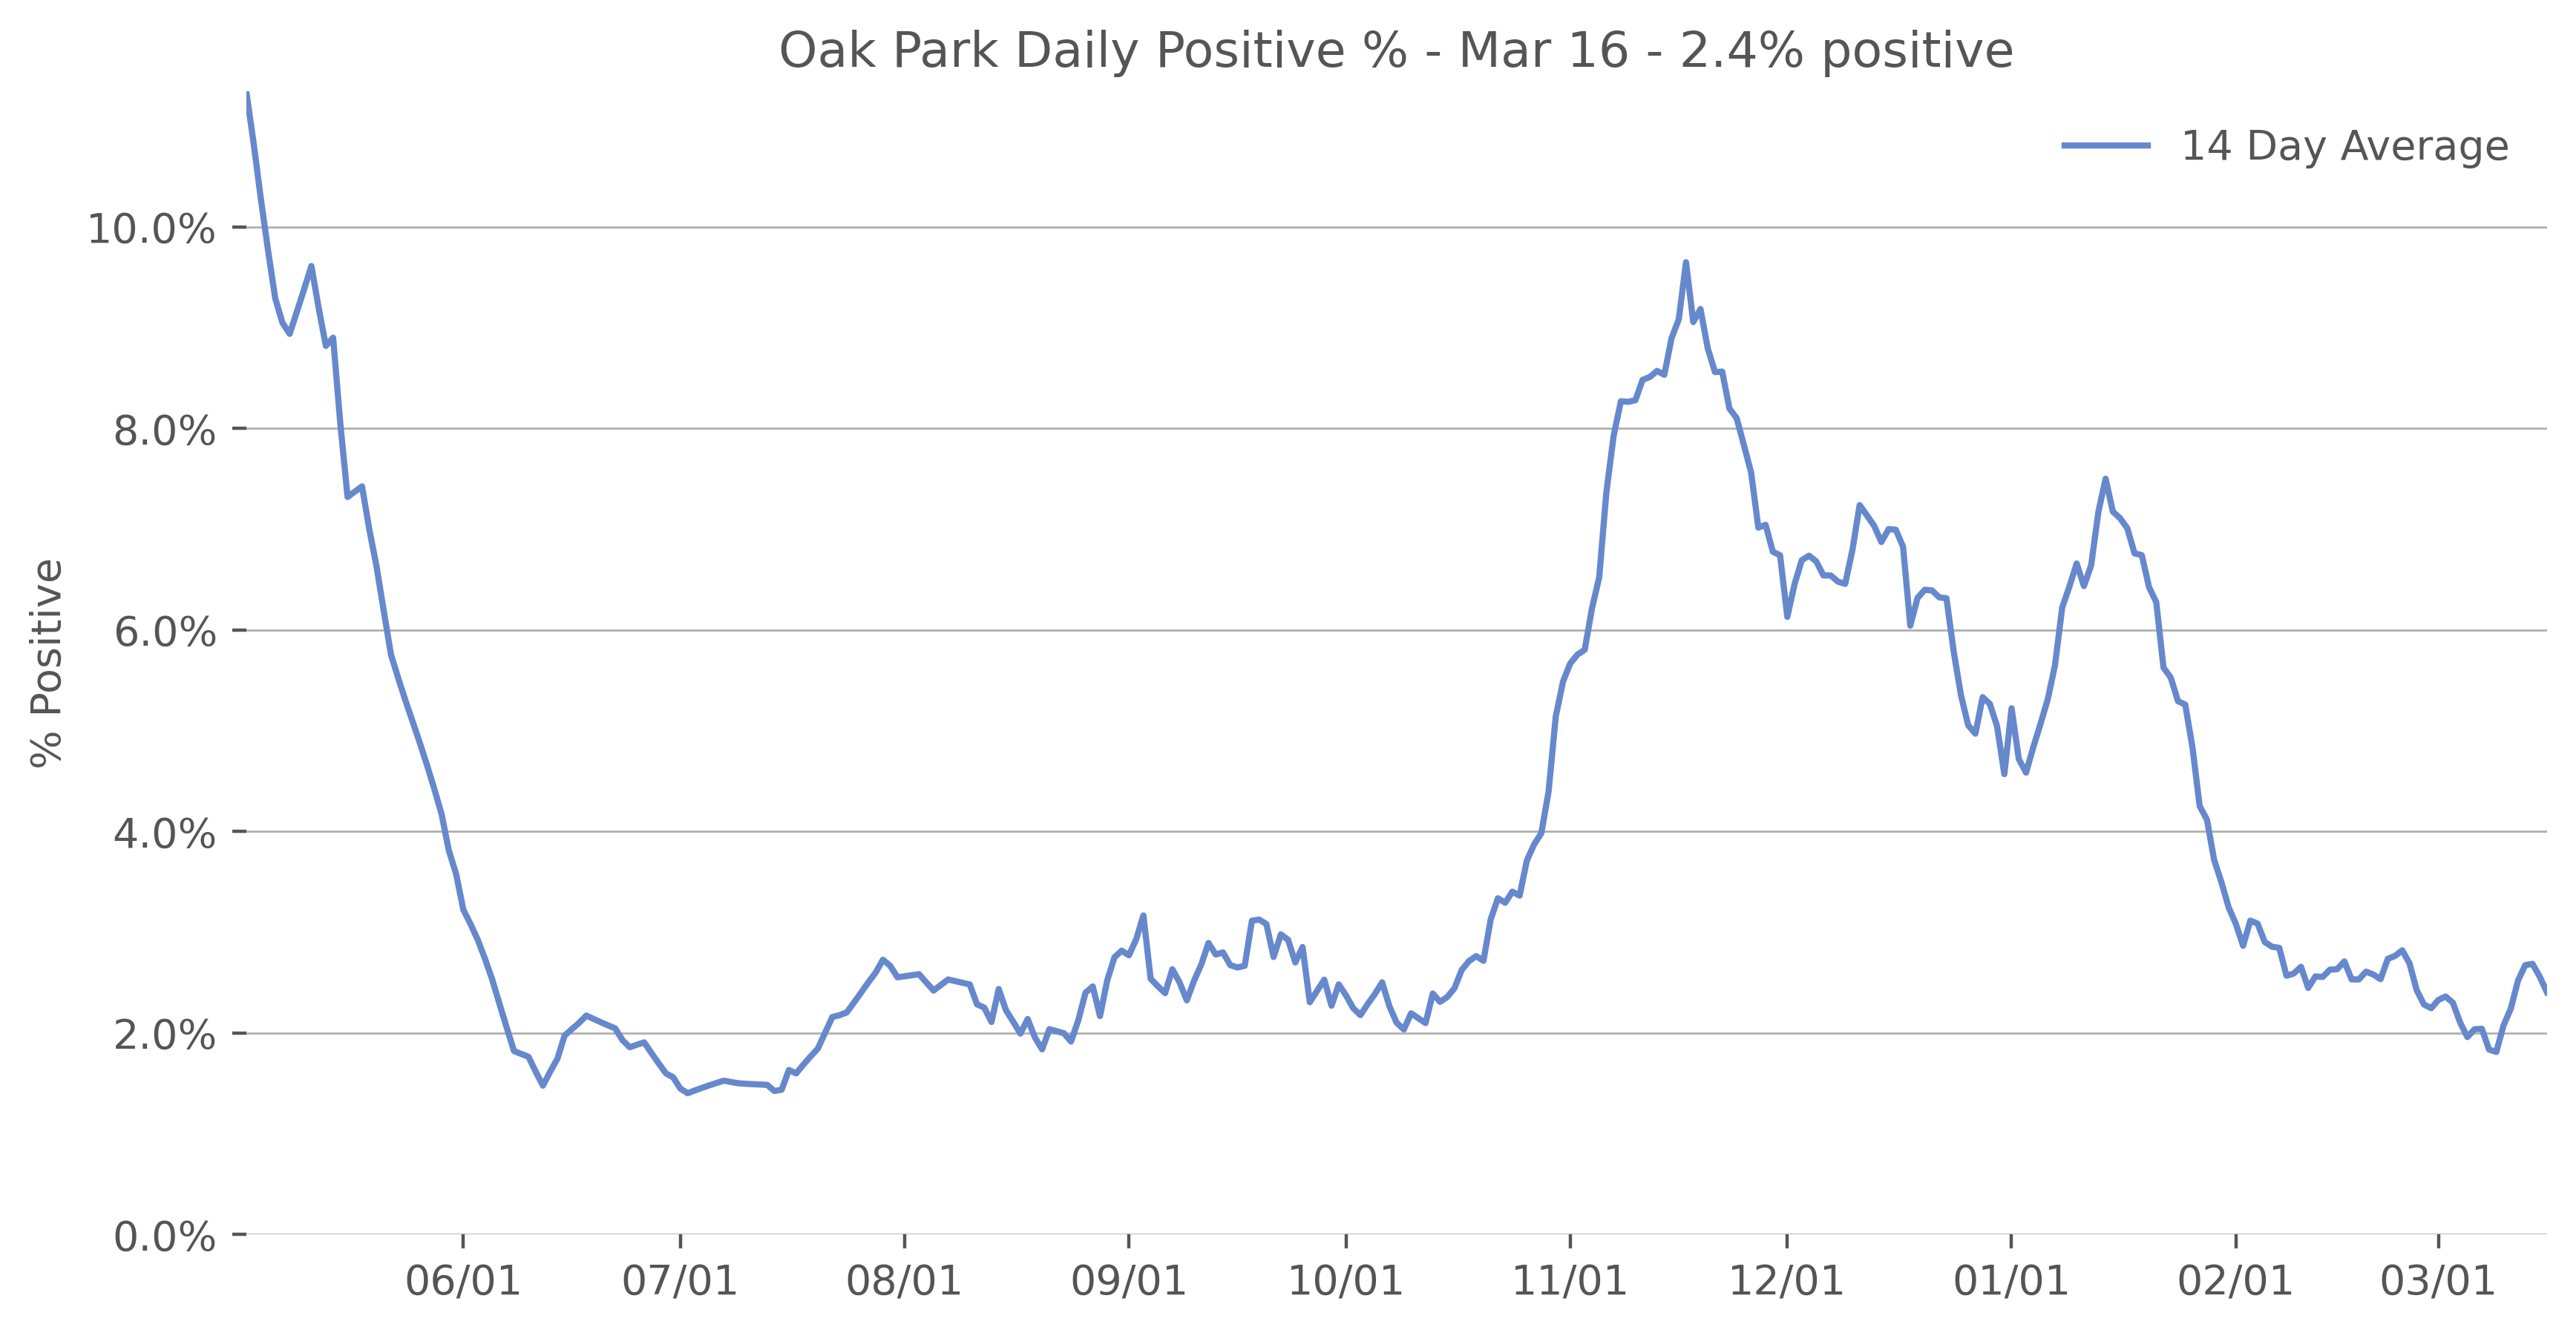 Oak Park Daily Positive % - Mar 16 - 2.4% positive
14 Day Average
10.0%
8.0%
6.0%
4.0%
2.0%
0.0%
% Positive
06/01 07/01 08/01 09/01 10/01 11/01 12/01 01/01 02/01 03/01